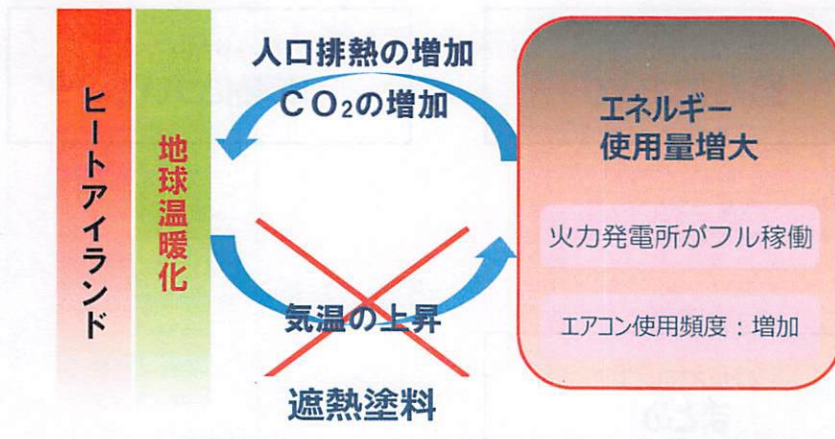 ヒートアイランド
地球温暖化
人口排熱の増加
CO₂の増加
気温の上昇
遮熱塗料
エネルギー
使用量増大
火力発電所がフル稼働
エアコン使用頻度：増加